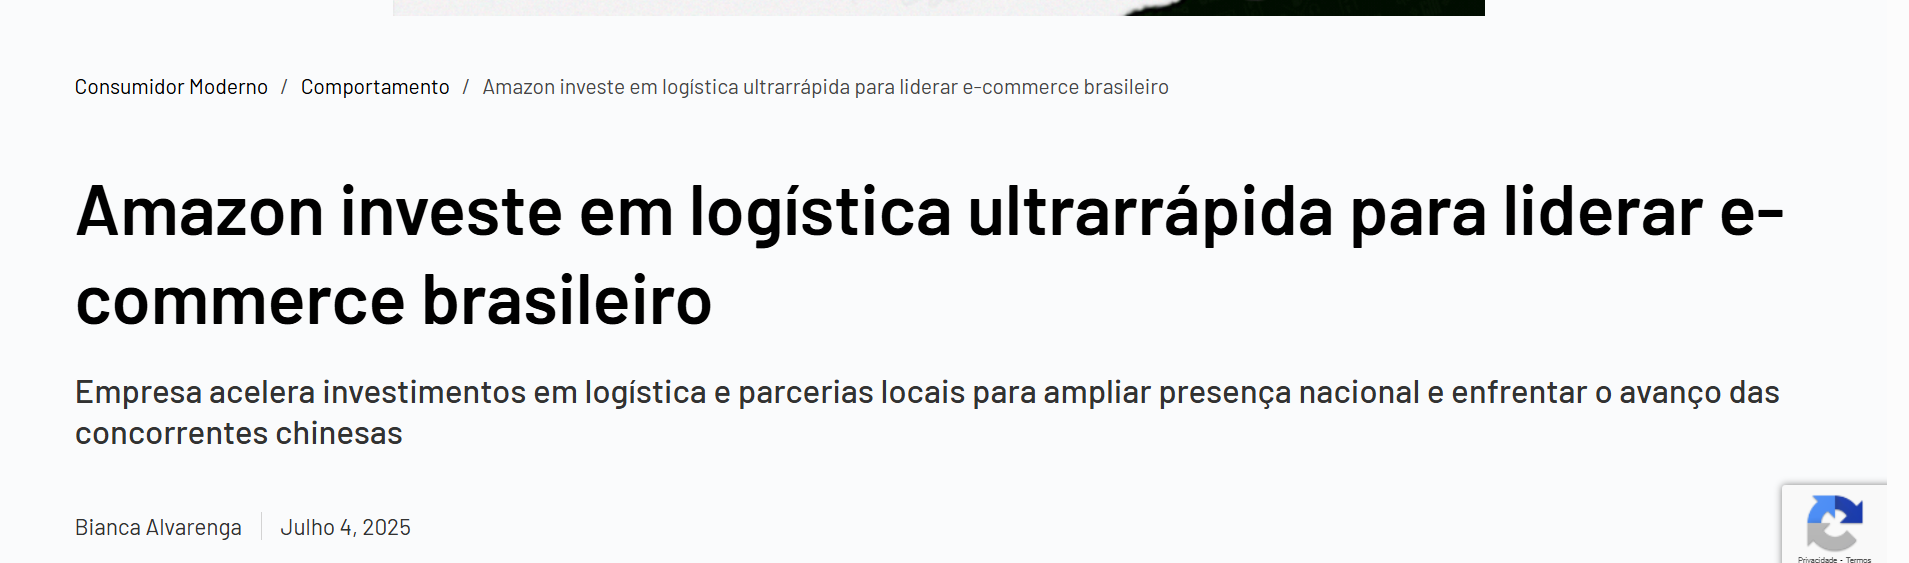 Consumidor Moderno / Comportamento / Amazon investe em logística ultrarrápida para liderar e-commerce brasileiro
Amazon investe em logística ultrarrápida para liderar e-
commerce brasileiro
Empresa acelera investimentos em logística e parcerias locais para ampliar presença nacional e enfrentar o avanço das
concorrentes chinesas
Bianca Alvarenga | Julho 4, 2025
Privacidade - Termos